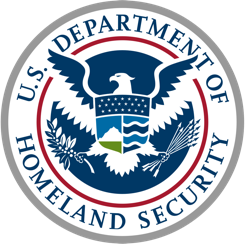 U.S. DEPARTMENT OF
HOMELAND SECURITY